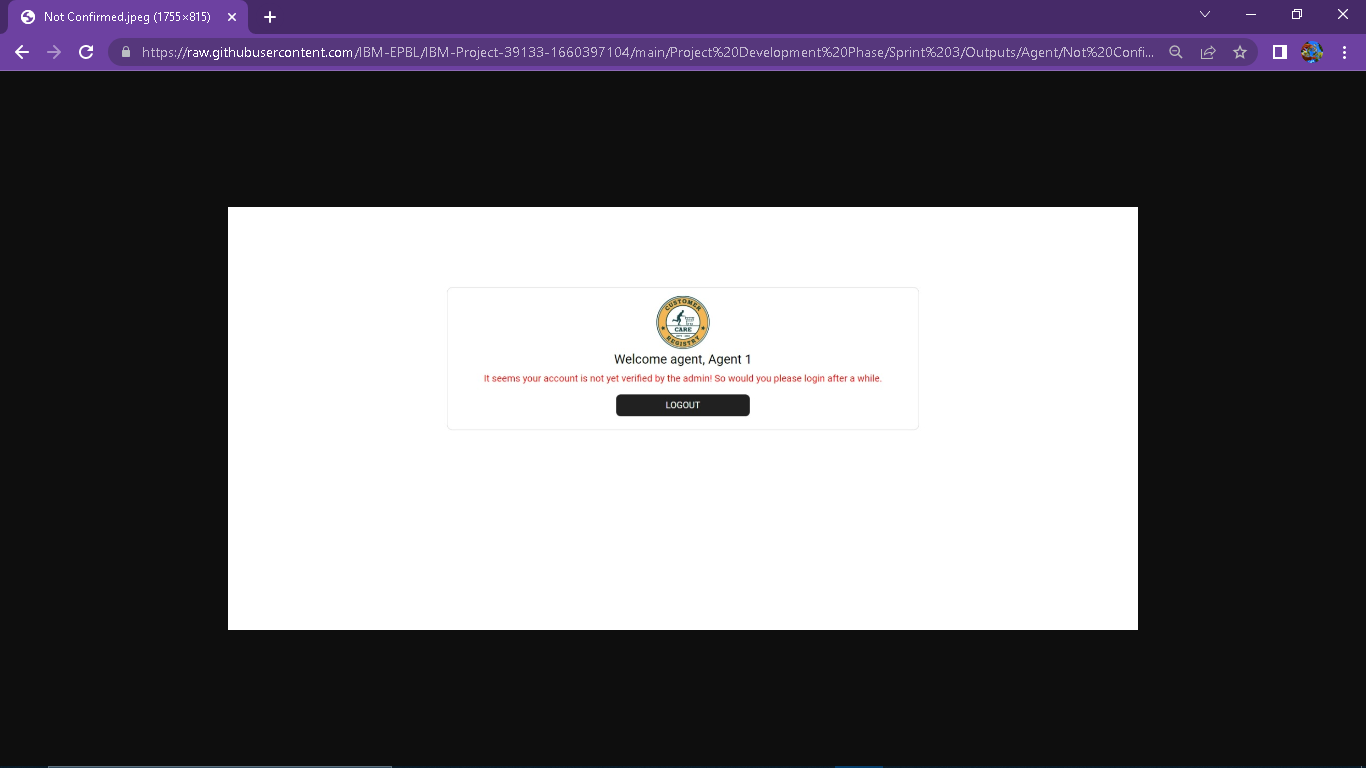 Not Confirmed.jpeg (1755×815)
https://raw.githubusercontent.com/IBM-EPBL/IBM-Project-39133-1660397104/main/Project%20Development%20Phase/Sprint%203/Outputs/Agent/Not%20Confi...
CUSTOMER
CARE
REGISTRY
Welcome agent, Agent 1
It seems your account is not yet verified by the admin! So would you please login after a while.
LOGOUT